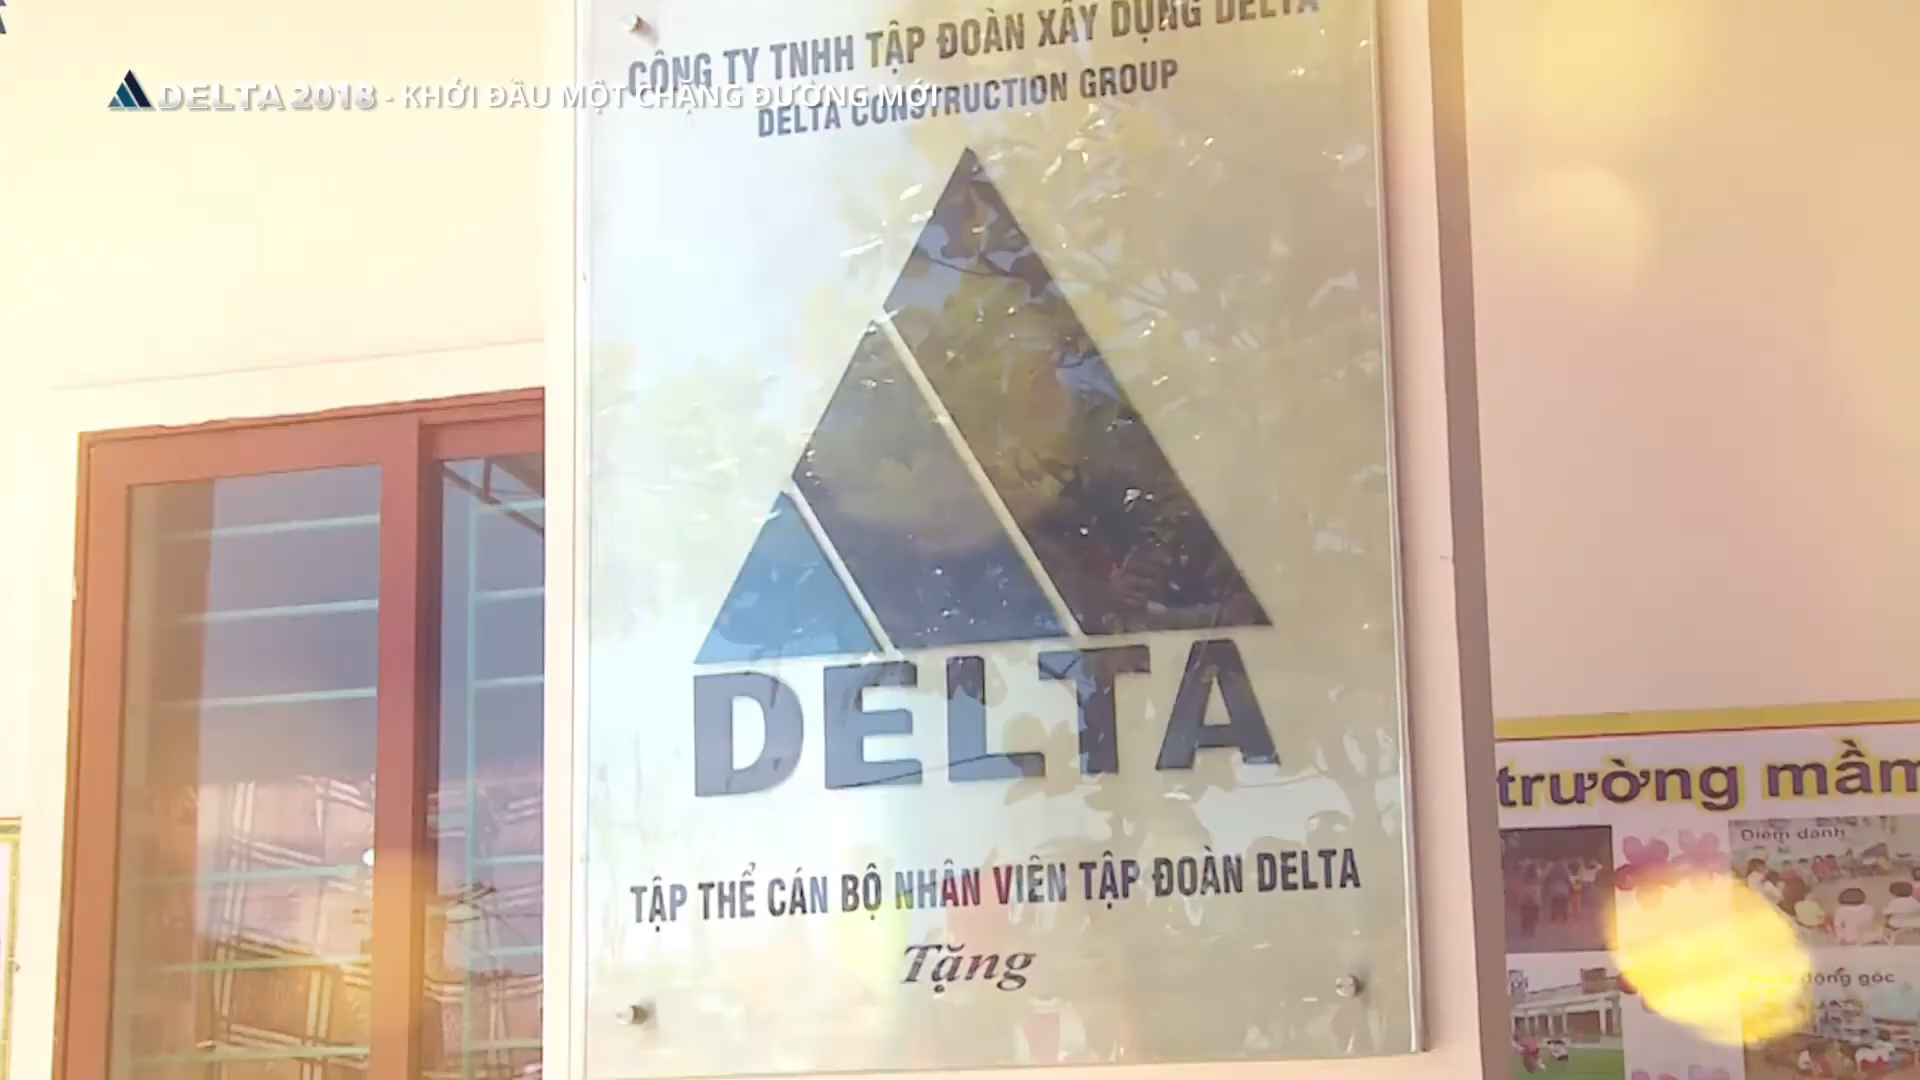 CÔNG TY TNHH TẬP ĐOÀN XÂY DỰNG DELTA
DELTA 2018 - KHỞI ĐẦU MỘT CHẶNG ĐƯỜNG MỚI
DELTA CONSTRUCTION GROUP
DELTA
TẬP THỂ CÁN BỘ NHÂN VIÊN TẬP ĐOÀN DELTA
Tặng
trường mầm
Điểm danh
động góc